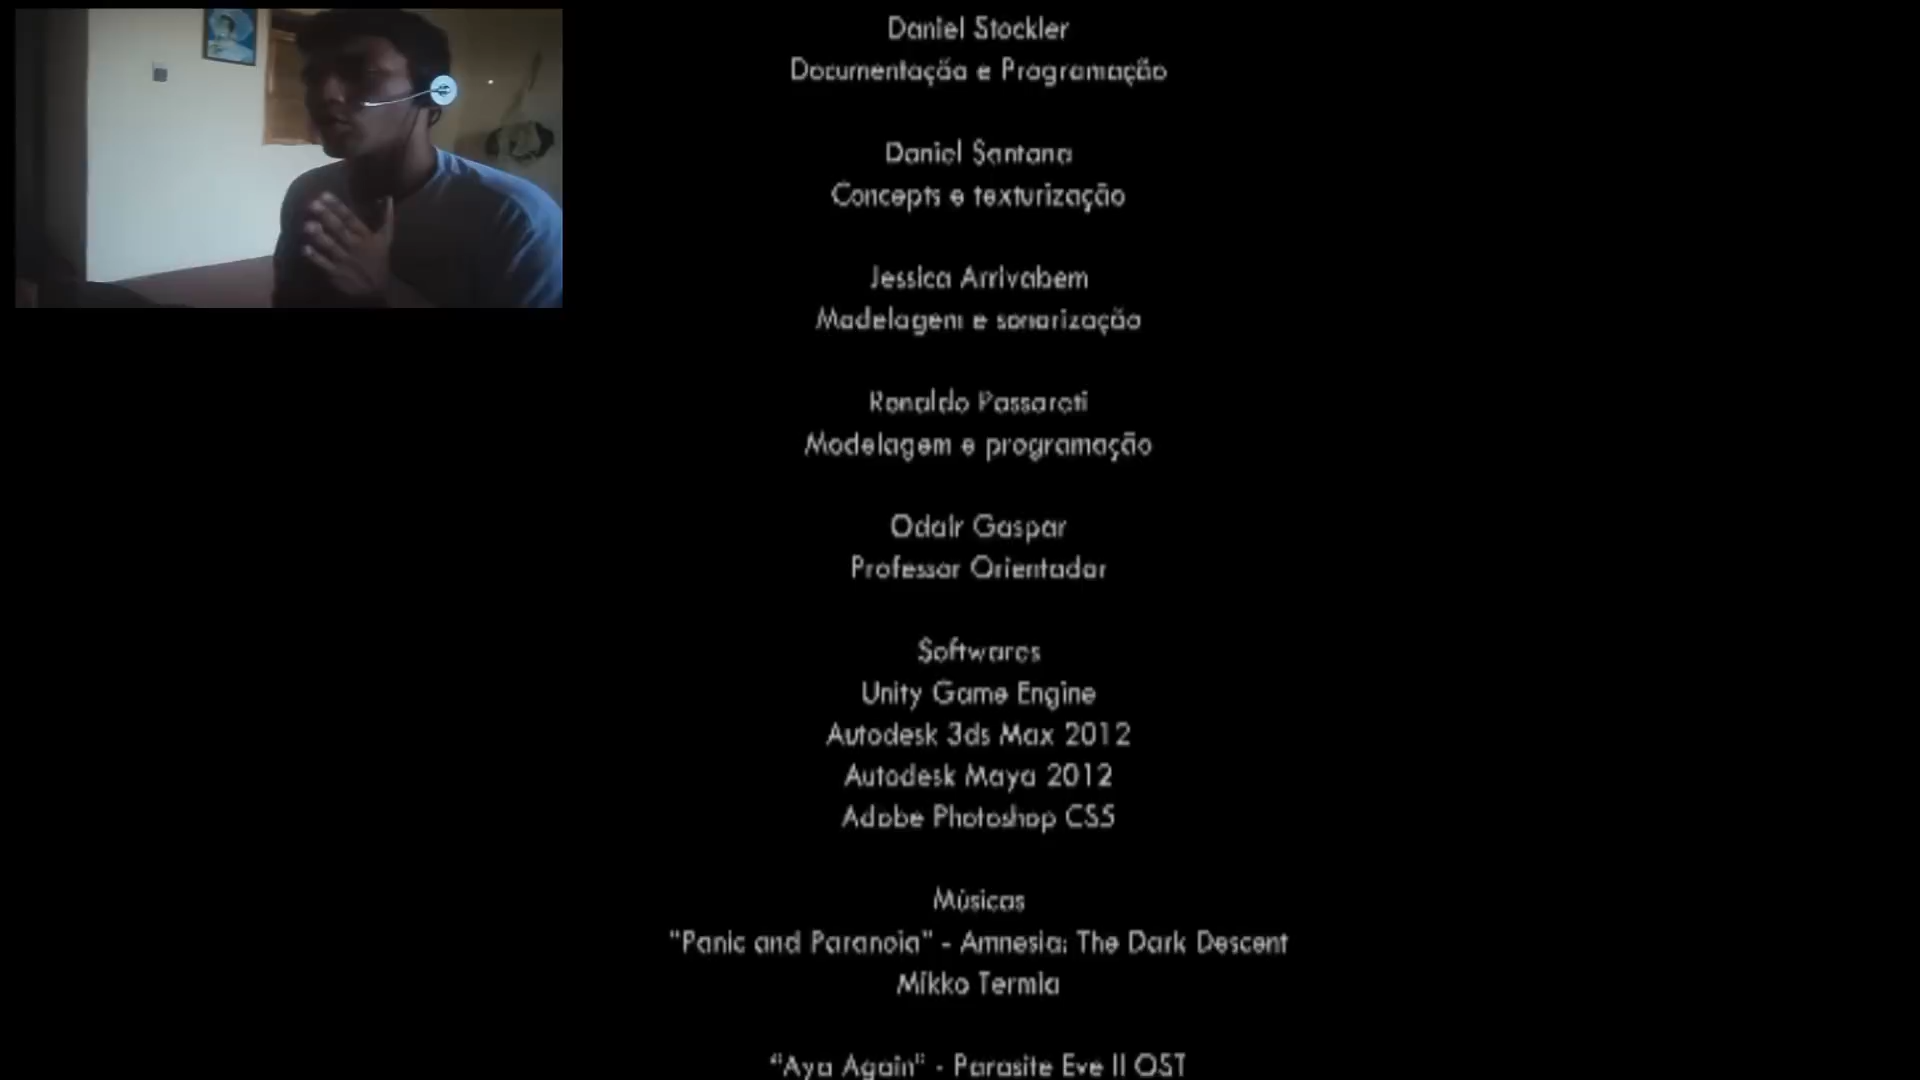 Daniel Stockler
Documentação e Programação
Daniel Santana
Concepts e texturização
Jessica Arrivabem
Modelagem e sonorização
Ronaldo Passaroti
Modelagem e programação
Odair Gaspar
Professor Orientador
Softwares
Unity Game Engine
Autodesk 3ds Max 2012
Autodesk Maya 2012
Adobe Photoshop CS5
Músicas
"Panic and Paranoia" - Amnesia: The Dark Descent
Mikko Termia
"Aya Again" - Parasite Eve II OST